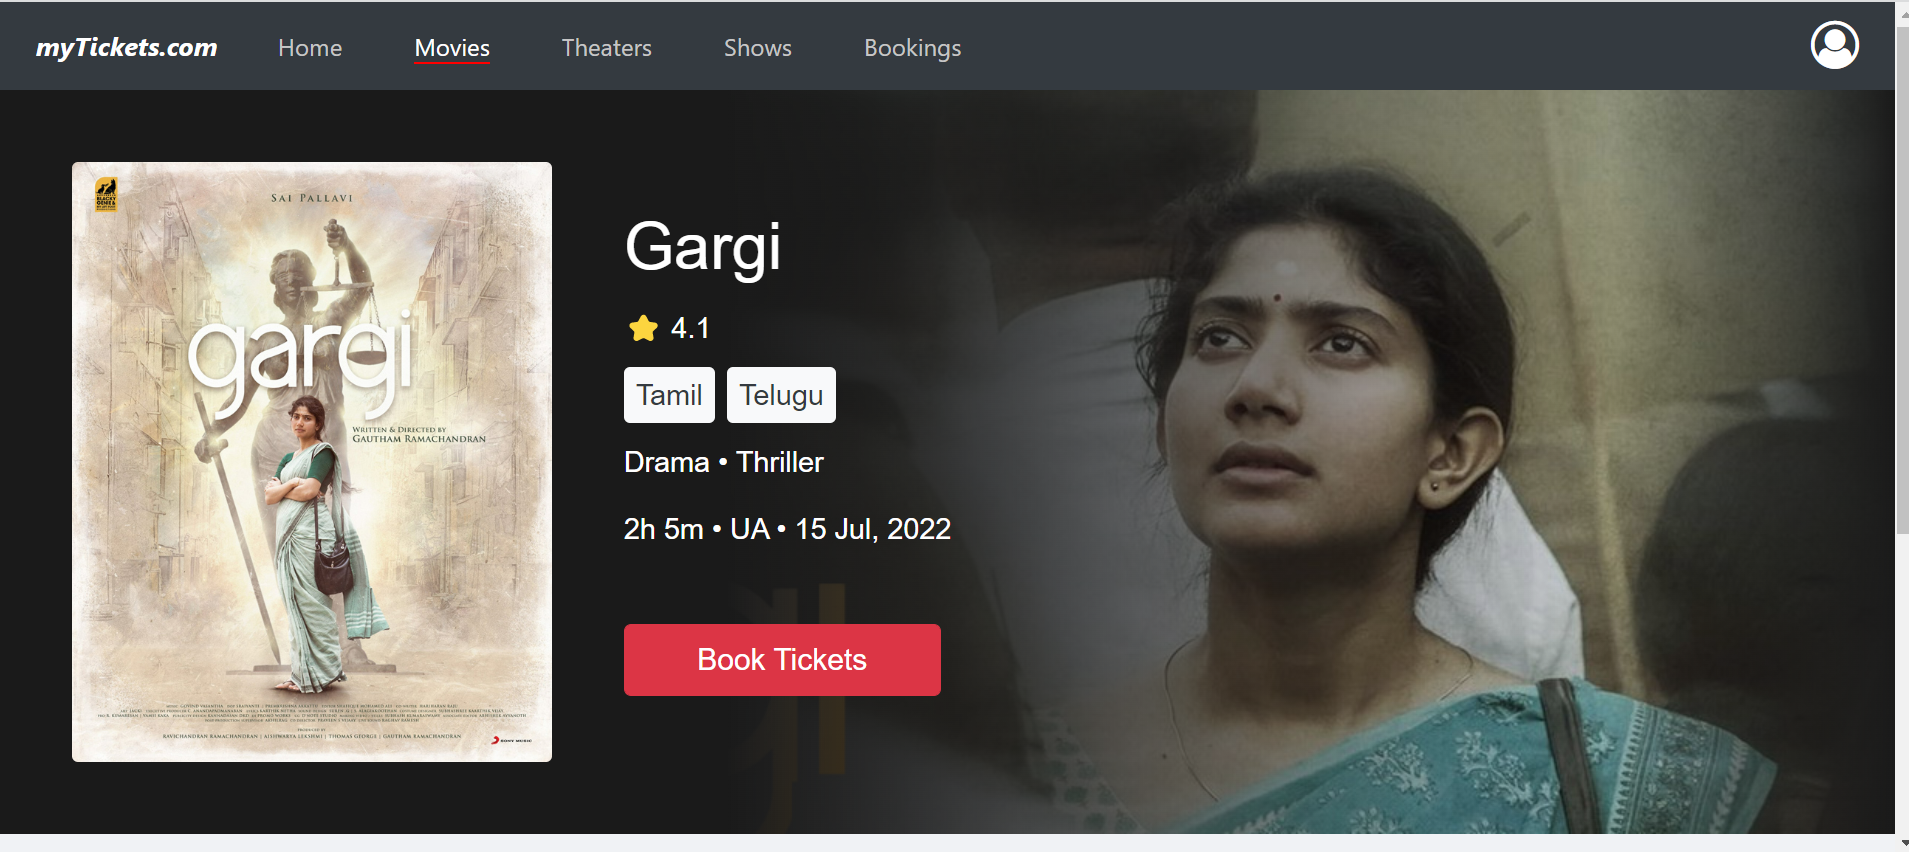 myTickets.com Home Movies Theaters Shows Bookings
SAI PALLAVI
gargi
WRITTEN & DIRECTED BY
GAUTHAM RAMACHANDRAN
RAVICHANDRAN RAMACHANDRAN | AISHWARYA LEKSHMI | THOMAS GEORGE | GAUTHAM RAMACHANDRAN
SONY MUSIC
Gargi
4.1
Tamil Telugu
Drama • Thriller
2h 5m • UA • 15 Jul, 2022
Book Tickets